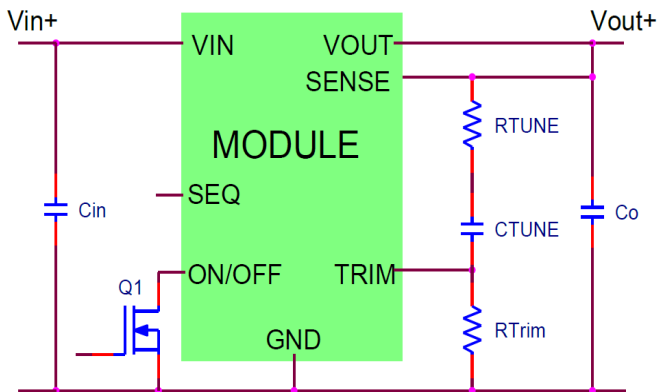 Vin+
Vout+
VIN
VOUT
SENSE
RTUNE
MODULE
SEQ
Cin
CTUNE
Co
ON/OFF
TRIM
Q1
RTrim
GND